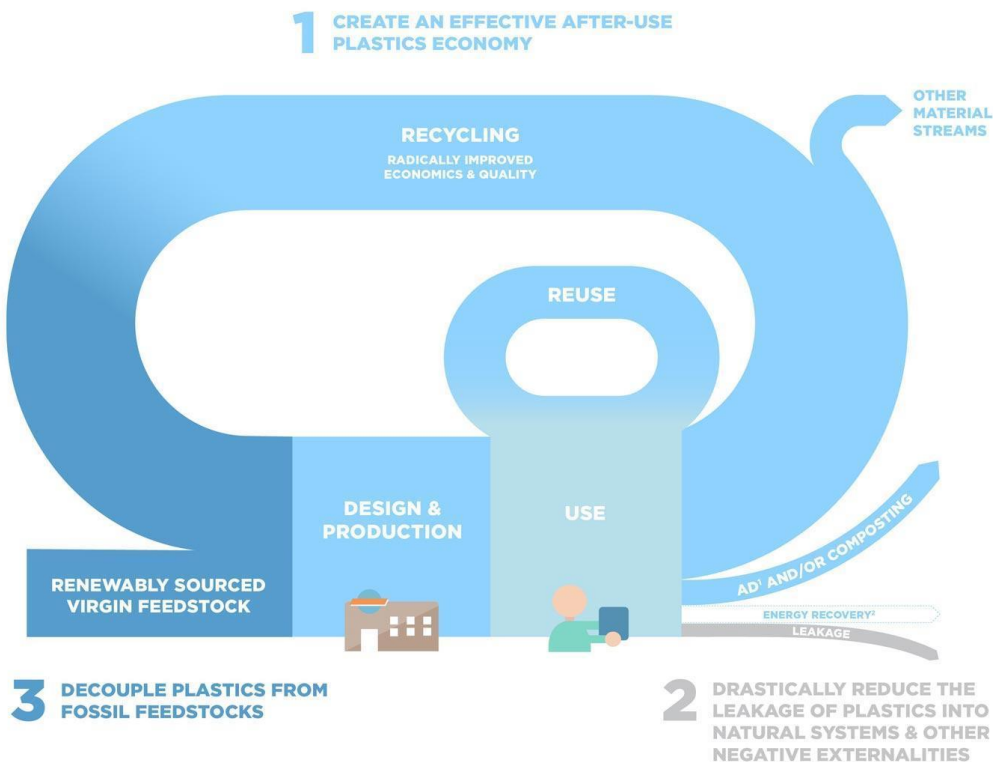 1 CREATE AN EFFECTIVE AFTER-USE
PLASTICS ECONOMY
OTHER
MATERIAL
STREAMS
RECYCLING
RADICALLY IMPROVED
ECONOMICS & QUALITY
REUSE
DESIGN &
PRODUCTION
USE
RENEWABLY SOURCED
VIRGIN FEEDSTOCK
AD¹ AND/OR COMPOSTING
ENERGY RECOVERY²
LEAKAGE
3 DECOUPLE PLASTICS FROM
FOSSIL FEEDSTOCKS
2 DRASTICALLY REDUCE THE
LEAKAGE OF PLASTICS INTO
NATURAL SYSTEMS & OTHER
NEGATIVE EXTERNALITIES